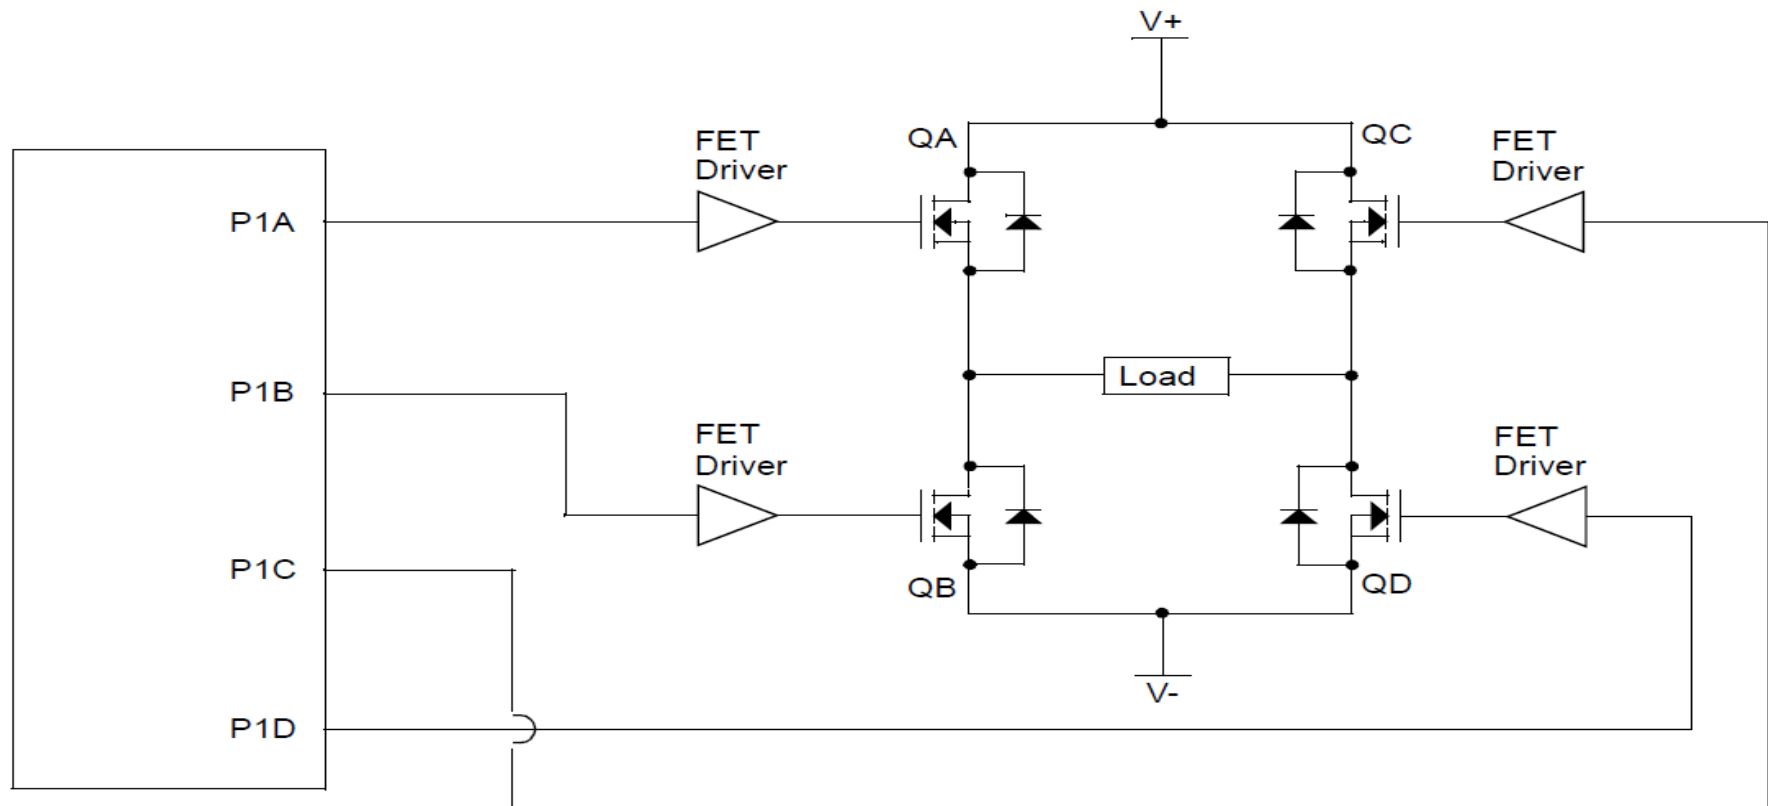 V+
QA
QC
FET
Driver
FET
Driver
P1A
Load
P1B
FET
Driver
FET
Driver
P1C
QB
QD
V-
P1D